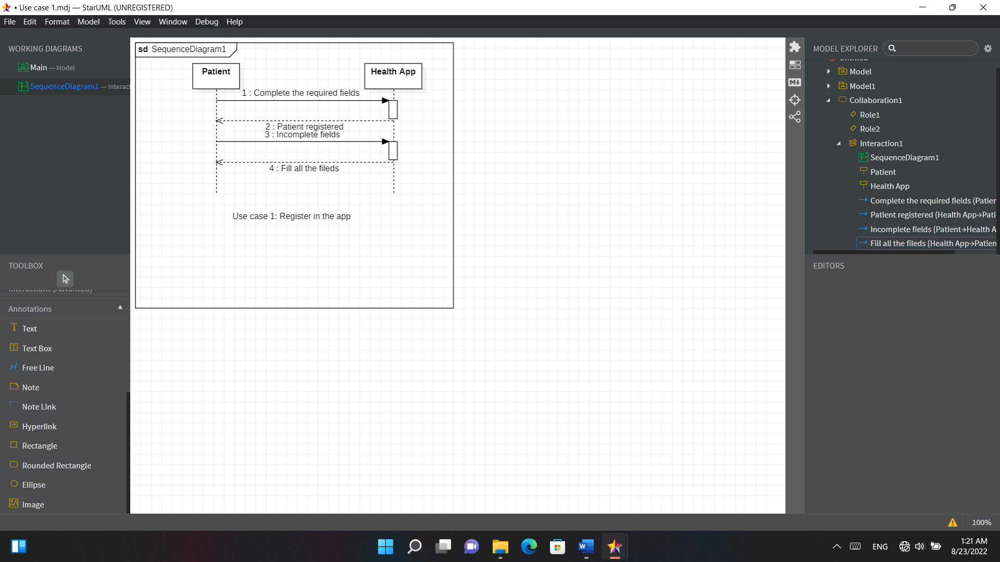 • Use case 1.mdj — StarUML (UNREGISTERED)
File Edit Format Model Tools View Window Debug Help
WORKING DIAGRAMS
Main — Model
SequenceDiagram1 — Interact
TOOLBOX
Interactions (Advanced)
Annotations
Text
Text Box
Free Line
Note
Note Link
Hyperlink
Rectangle
Rounded Rectangle
Ellipse
Image
sd SequenceDiagram1
Patient
Health App
1 : Complete the required fields
2 : Patient registered
3 : Incomplete fields
4 : Fill all the fileds
Use case 1: Register in the app
MODEL EXPLORER
Untitled
Model
Model1
Collaboration1
Role1
Role2
Interaction1
SequenceDiagram1
Patient
Health App
Complete the required fields (Patien
Patient registered (Health App→Pati
Incomplete fields (Patient→Health A
Fill all the fileds (Health App→Patien
EDITORS
100%
ENG
1:21 AM
8/23/2022